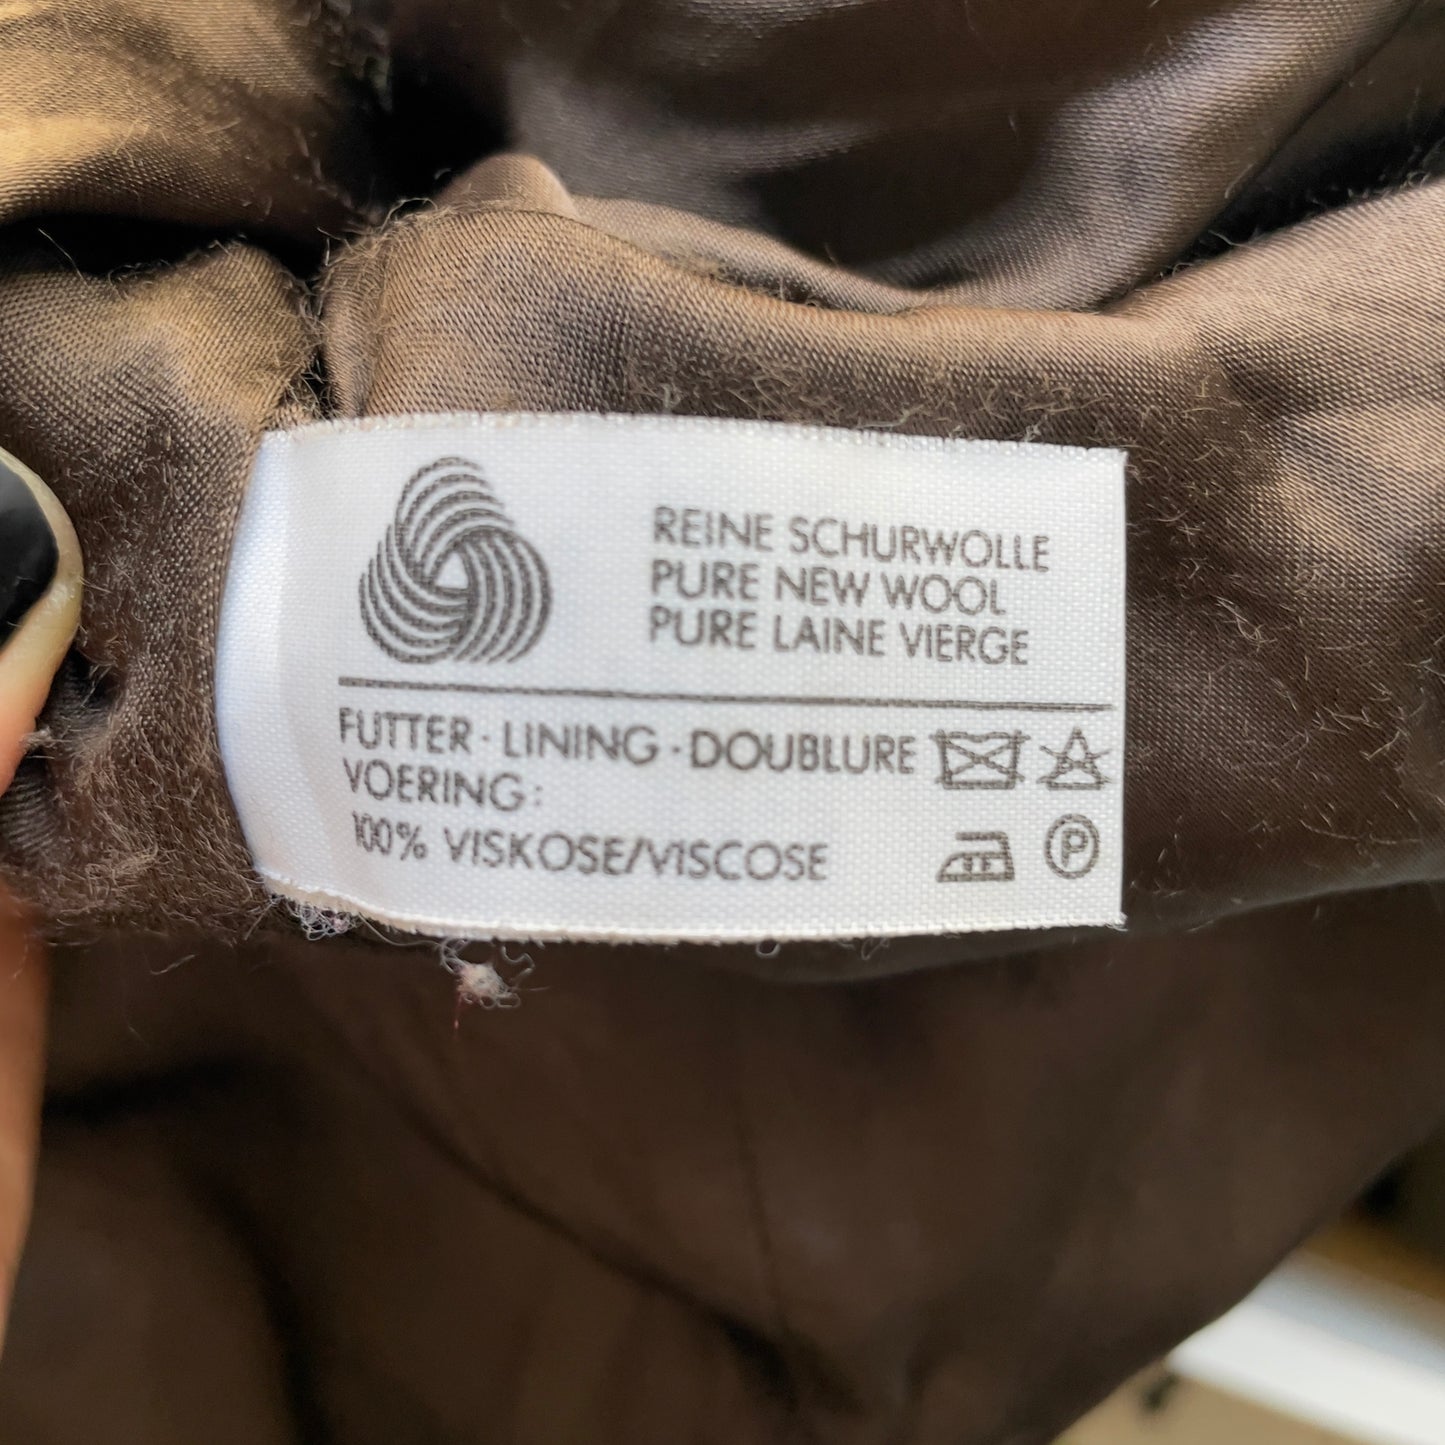 REINE SCHURWOLLE
PURE NEW WOOL
PURE LAINE VIERGE
FUTTER · LINING · DOUBLURE
VOERING:
100% VISKOSE/VISCOSE
A
P